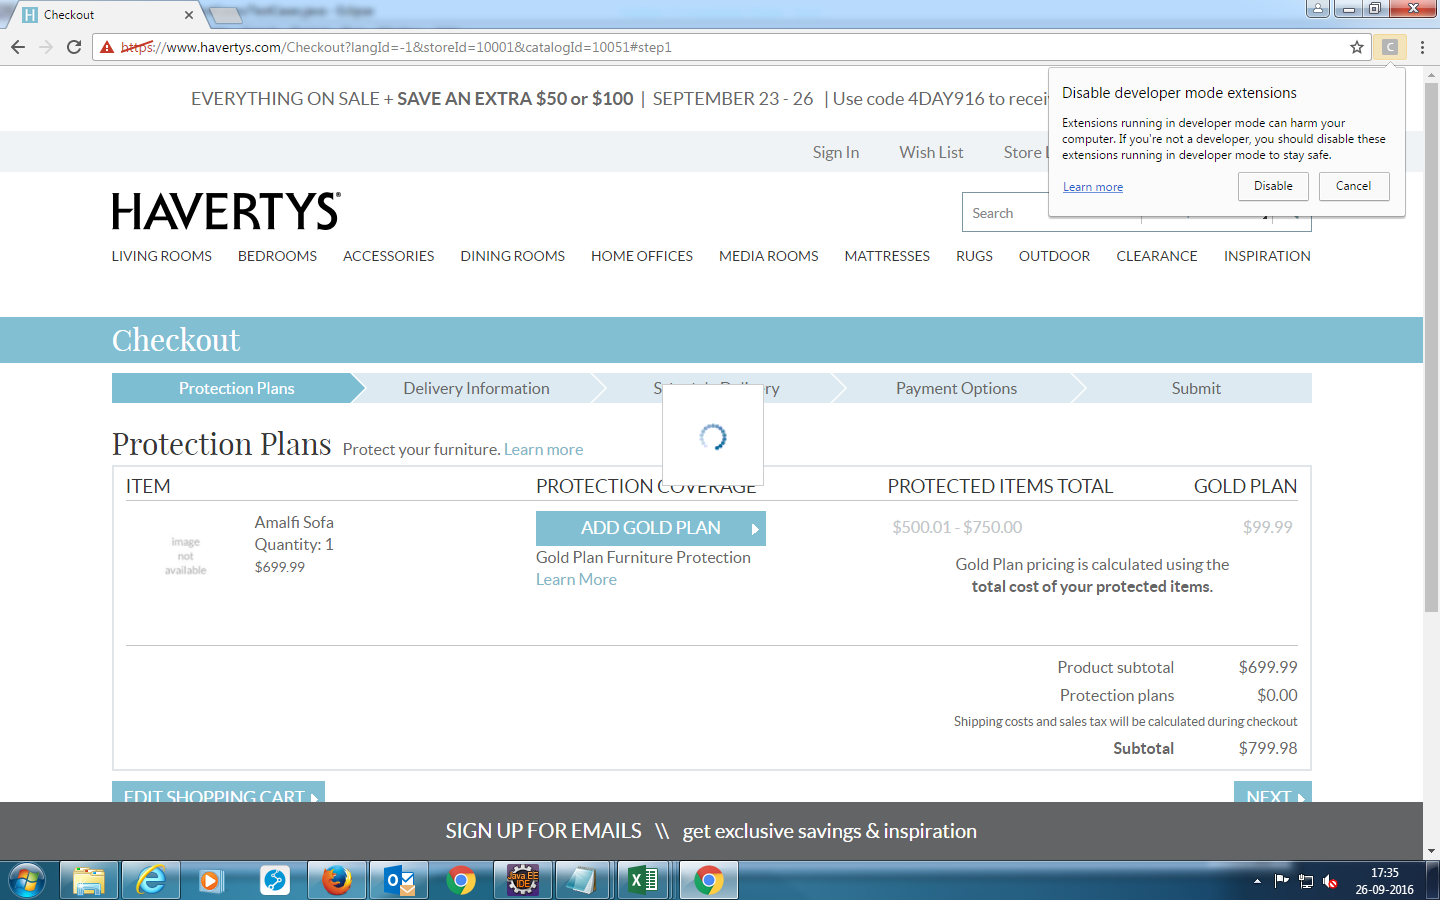 Checkout
https://www.havertys.com/Checkout?langId=-1&storeId=10001&catalogId=10051#step1
C
EVERYTHING ON SALE + SAVE AN EXTRA $50 or $100 | SEPTEMBER 23 - 26 | Use code 4DAY916 to
Disable developer mode extensions
Extensions running in developer mode can harm your
computer. If you're not a developer, you should disable these
extensions running in developer mode to stay safe.
Learn more
Disable
Cancel
Sign In
Wish List
Store
HAVERTYS®
Search
LIVING ROOMS
BEDROOMS
ACCESSORIES
DINING ROOMS
HOME OFFICES
MEDIA ROOMS
MATTRESSES
RUGS
OUTDOOR
CLEARANCE
INSPIRATION
Checkout
Protection Plans
Delivery Information
Payment Options
Submit
Protection Plans Protect your furniture. Learn more
ITEM
PROTECTION COVERAGE
PROTECTED ITEMS TOTAL
GOLD PLAN
image
not
available
Amalfi Sofa
Quantity: 1
$699.99
ADD GOLD PLAN
Gold Plan Furniture Protection
Learn More
$500.01 - $750.00
$99.99
Gold Plan pricing is calculated using the
total cost of your protected items.
Product subtotal $699.99
Protection plans $0.00
Shipping costs and sales tax will be calculated during checkout
Subtotal $799.98
EDIT SHOPPING CART
NEXT
SIGN UP FOR EMAILS \\ get exclusive savings & inspiration
Java EE
IDE
17:35
26-09-2016